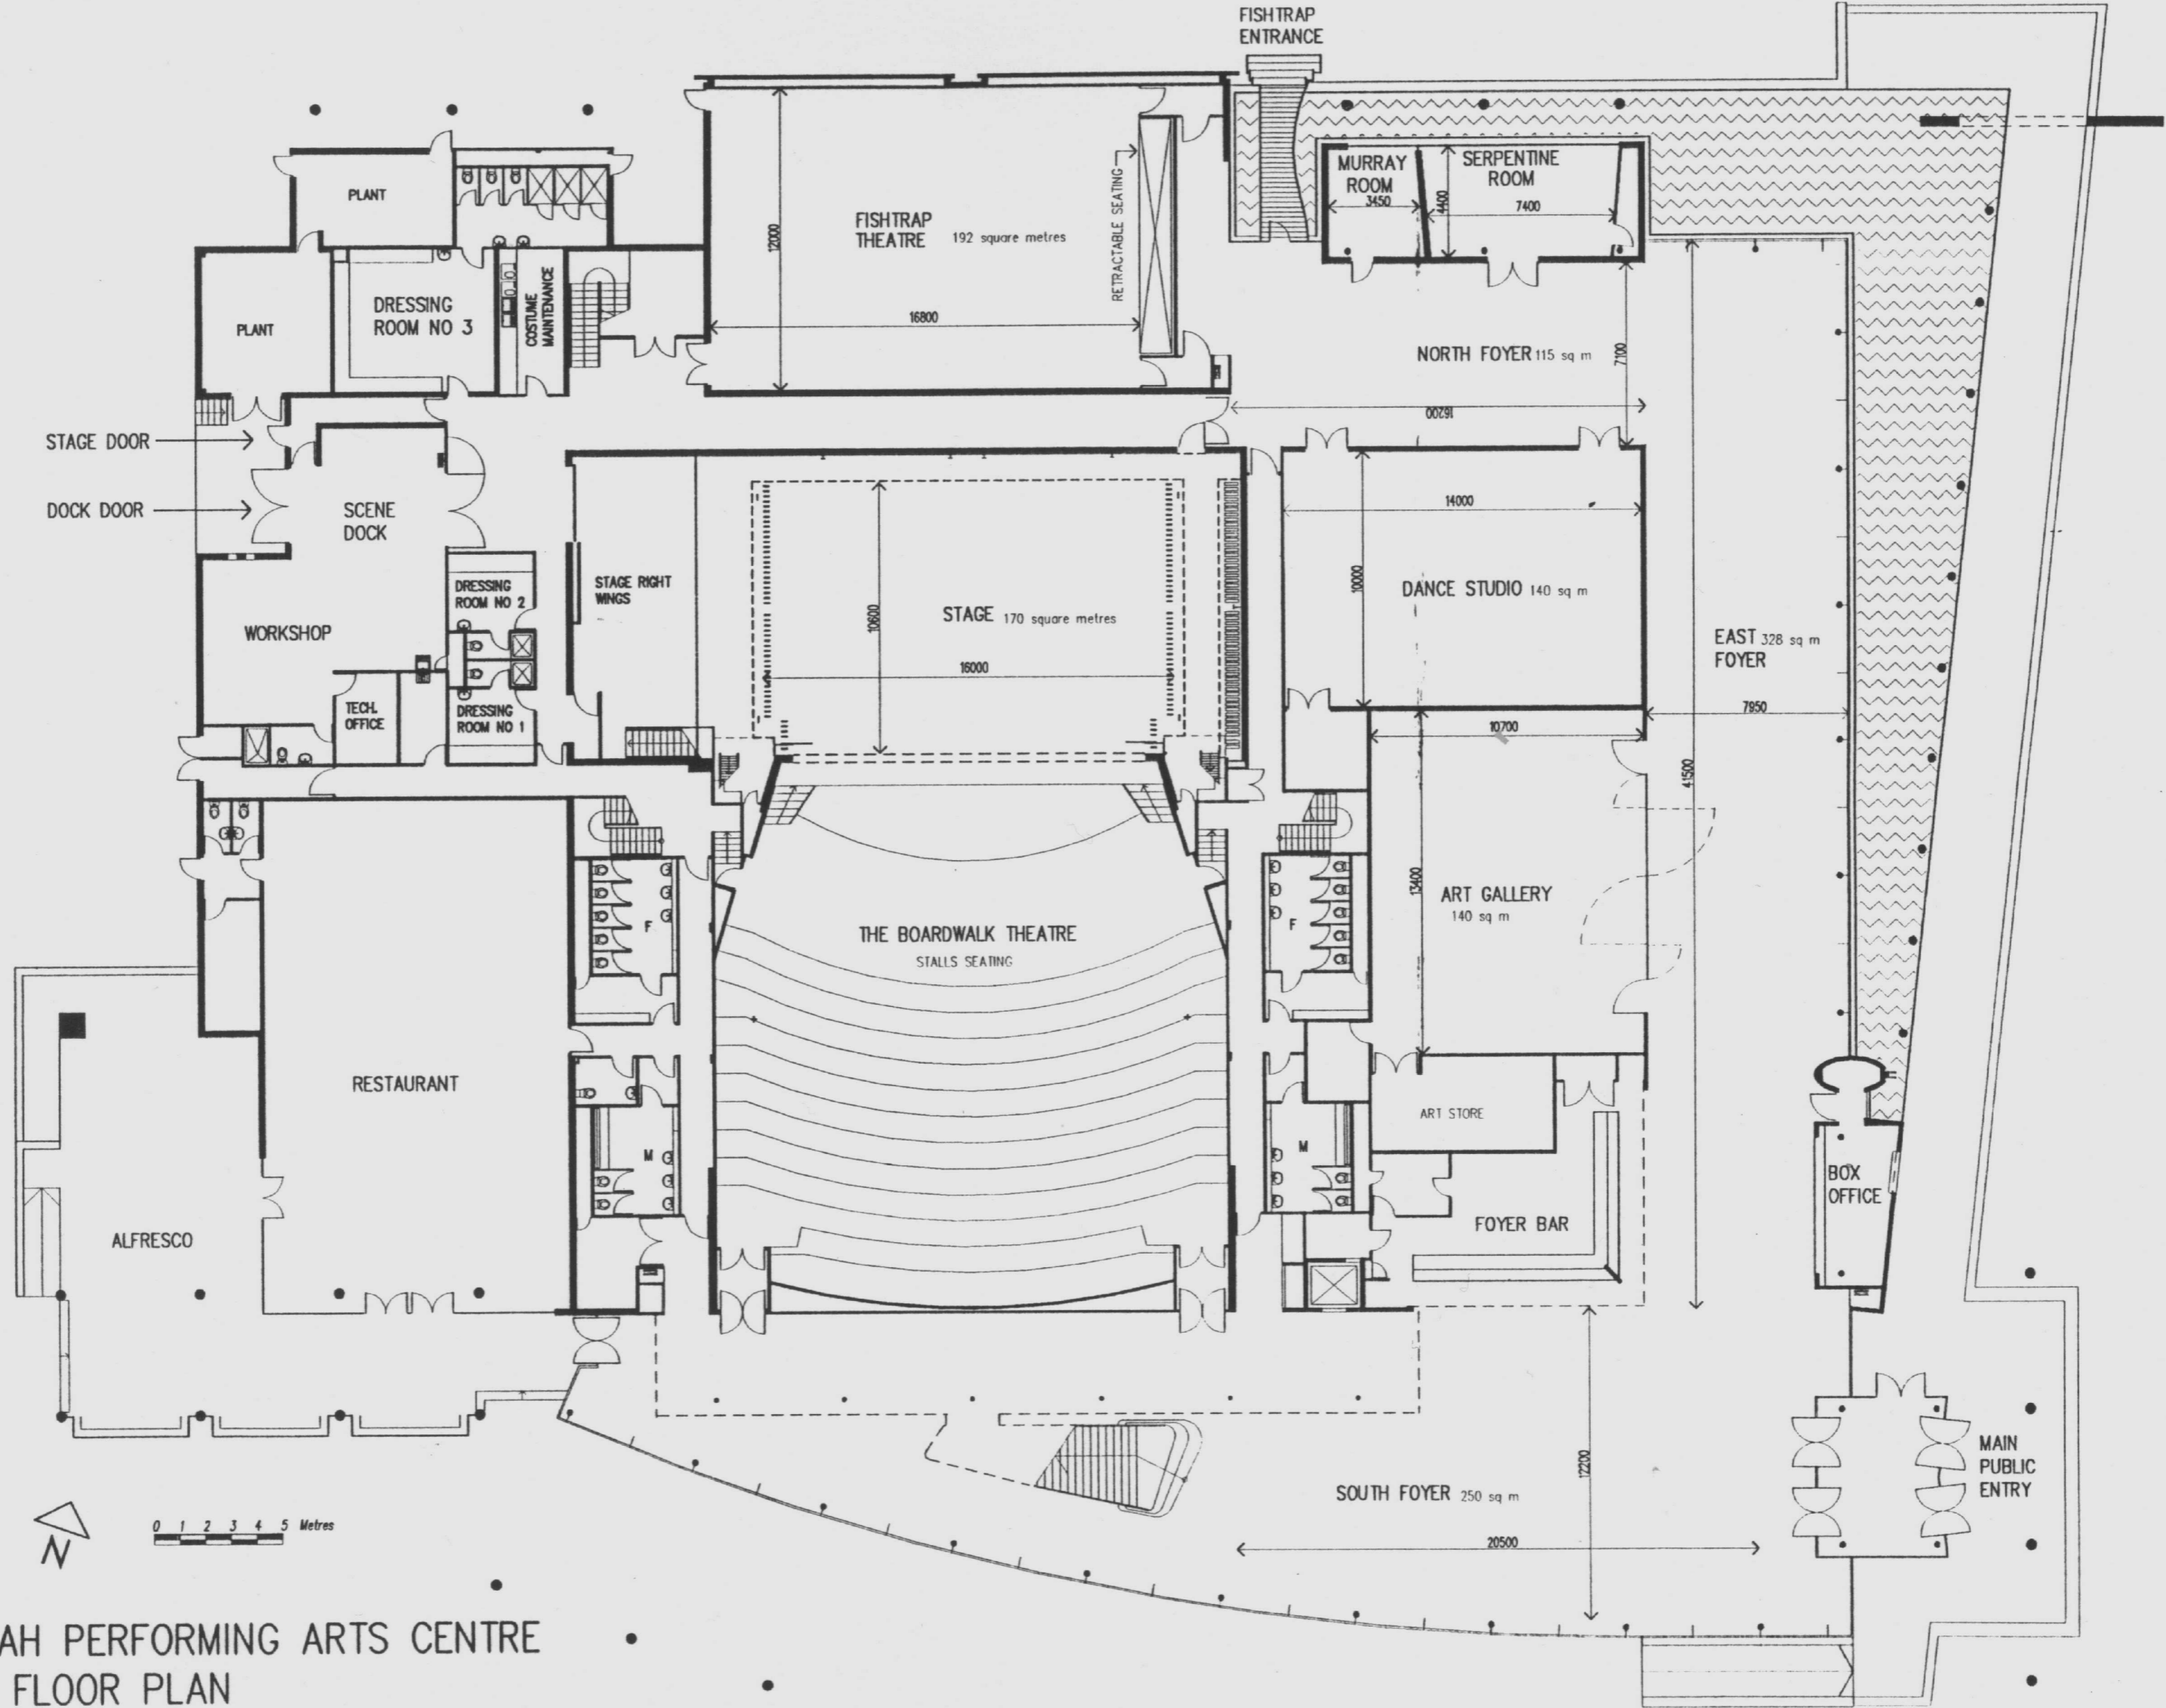 FISHTRAP
ENTRANCE
PLANT
FISHTRAP
THEATRE 192 square metres
12000
16800
RETRACTABLE SEATING
MURRAY
ROOM
3450
4400
SERPENTINE
ROOM
7400
PLANT
DRESSING
ROOM NO 3
COSTUME
MAINTENANCE
NORTH FOYER 115 sq m
7100
16200
STAGE DOOR
DOCK DOOR
SCENE
DOCK
WORKSHOP
DRESSING
ROOM NO 2
TECH.
OFFICE
DRESSING
ROOM NO 1
STAGE RIGHT
WINGS
10600
STAGE 170 square metres
16000
14000
10000
DANCE STUDIO 140 sq m
EAST 328 sq m
FOYER
7950
41500
10700
13400
ART GALLERY
140 sq m
F
THE BOARDWALK THEATRE
STALLS SEATING
F
RESTAURANT
M
M
ART STORE
BOX
OFFICE
FOYER BAR
ALFRESCO
MAIN
PUBLIC
ENTRY
12200
SOUTH FOYER 250 sq m
20500
N
0 1 2 3 4 5 Metres
AH PERFORMING ARTS CENTRE
FLOOR PLAN